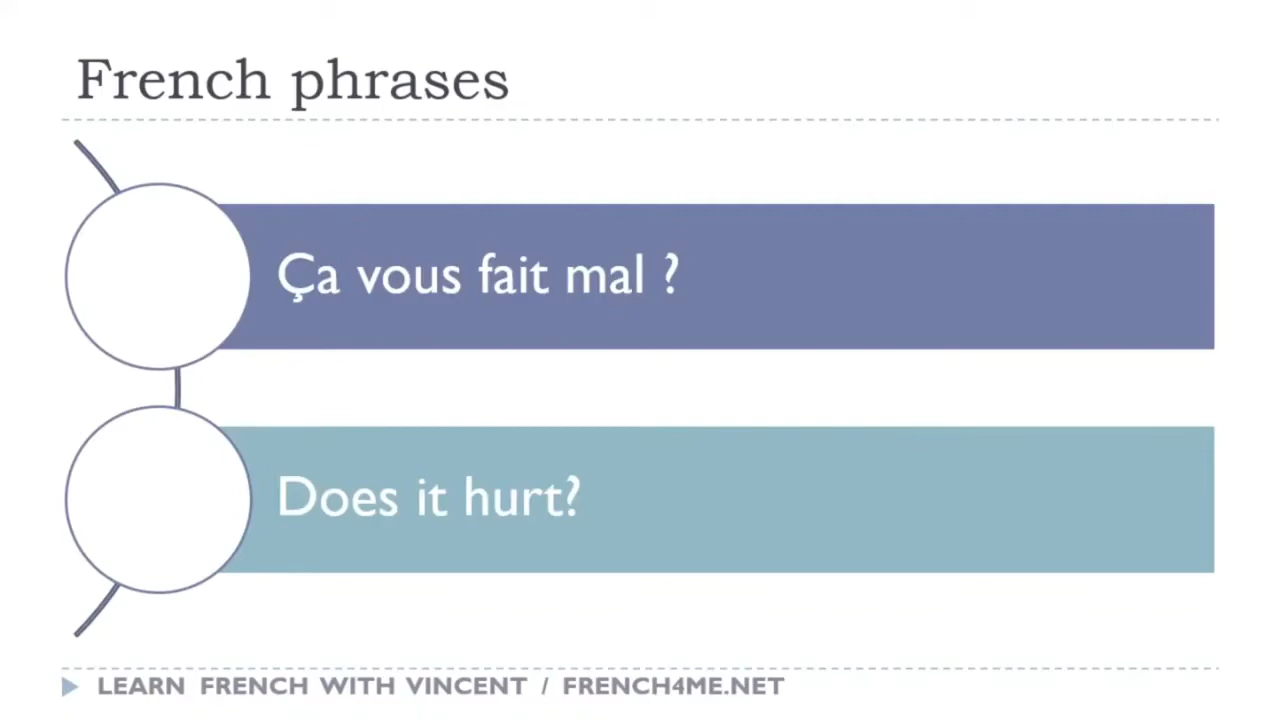 French phrases
Ça vous fait mal ?
Does it hurt?
LEARN FRENCH WITH VINCENT / FRENCH4ME.NET